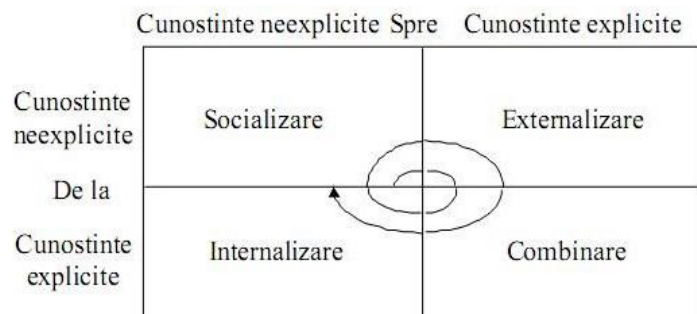 Cunostinte neexplicite Spre Cunostinte explicite
Cunostinte
neexplicite
Socializare
Externalizare
De la
Cunostinte
explicite
Internalizare
Combinare